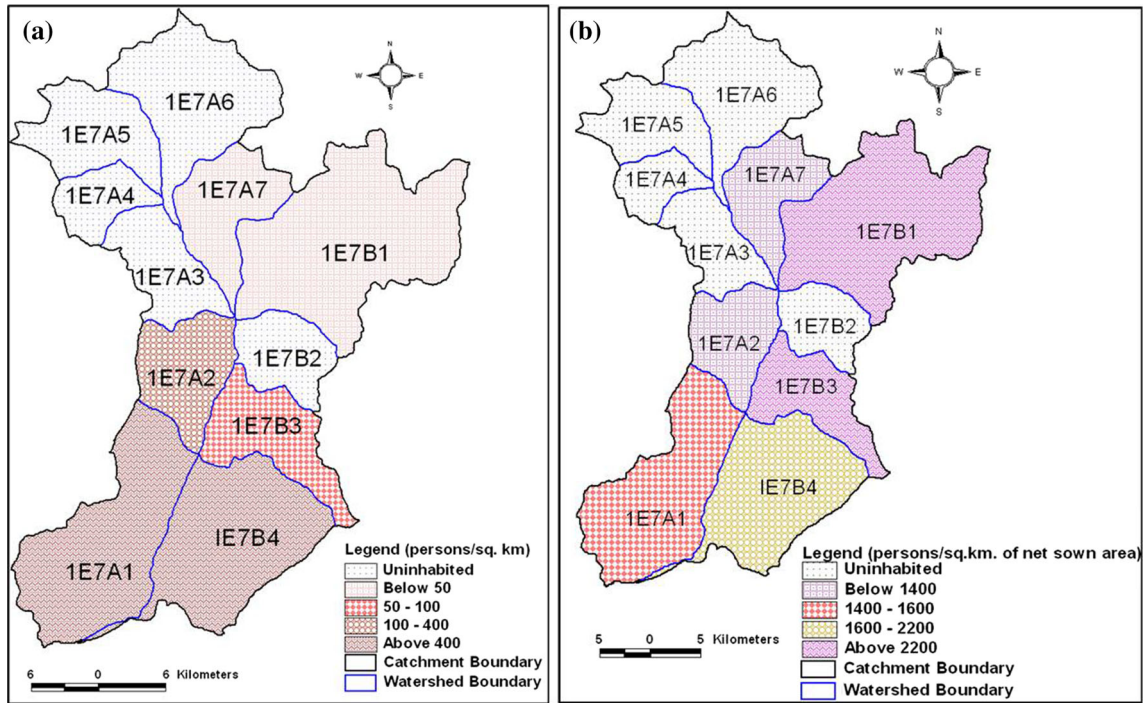 (a)
N
W E
S
1E7A6
1E7A5
1E7A4
1E7A7
1E7B1
1E7A3
1E7B2
1E7A2
1E7B3
IE7B4
1E7A1
Legend (persons/sq. km)
Uninhabited
Below 50
50 - 100
100 - 400
Above 400
Catchment Boundary
Watershed Boundary
6 0 6 Kilometers
(b)
N
W E
S
1E7A6
1E7A5
1E7A4
1E7A7
1E7B1
1E7A3
1E7B2
1E7A2
1E7B3
IE7B4
1E7A1
Legend (persons/sq.km. of net sown area)
Uninhabited
Below 1400
1400 - 1600
1600 - 2200
Above 2200
Catchment Boundary
Watershed Boundary
5 0 5 Kilometers